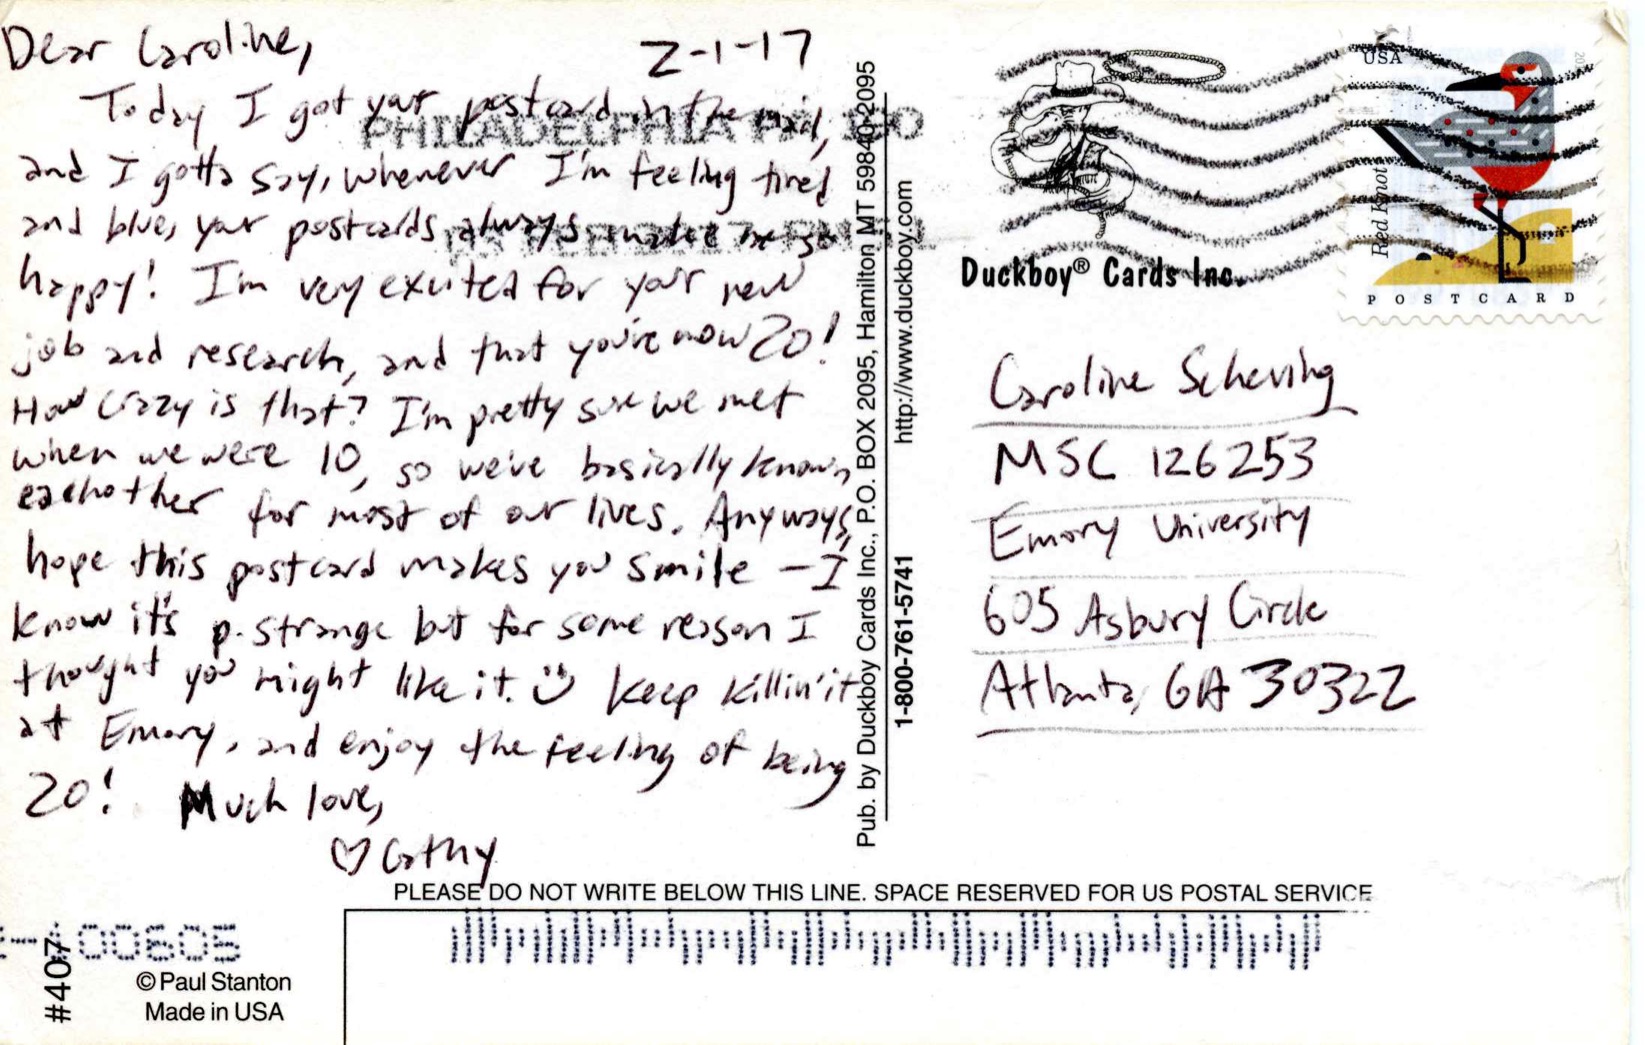 Dear Caroline,
2-1-17
Today I got your postcard in the mail,
and I gotta say, whenever I'm feeling tired
and blue, your postcards always make me so
happy! I'm very excited for your new
job and research, and that you're now 20!
How crazy is that? I'm pretty sure we met
when we were 10, so we've basically known
eachother for most of our lives. Anyways,
hope this postcard makes you smile – I
know it's p. strange but for some reason I
thought you might like it. Keep killin' it
at Emory, and enjoy the feeling of being
20! Much love,
♡ Cathy
PHILADELPHIA PA
Pub. by Duckboy Cards Inc., P.O. BOX 2095, Hamilton MT 59840-2095
1-800-761-5741 http://www.duckboy.com
Duckboy® Cards Inc.
USA
Red Knot
POSTCARD
Caroline Scheving
MSC 126253
Emory University
605 Asbury Circle
Atlanta, GA 30322
PLEASE DO NOT WRITE BELOW THIS LINE. SPACE RESERVED FOR US POSTAL SERVICE
00605
#407
© Paul Stanton
Made in USA